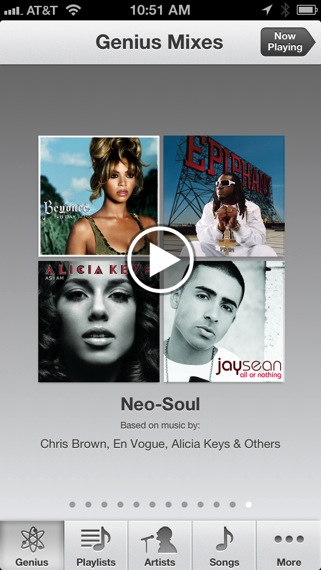 AT&T 10:51 AM
Genius Mixes
Now
Playing
Beyoncé
B'DAY
EPIPHANY
ALICIA KEYS
AS I AM
jaysean
all or nothing
Neo-Soul
Based on music by:
Chris Brown, En Vogue, Alicia Keys & Others
Genius
Playlists
Artists
Songs
More